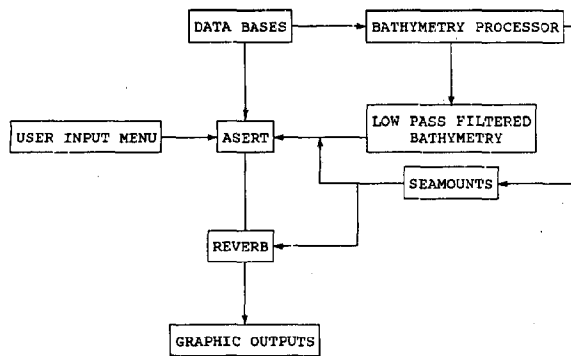 DATA BASES
BATHYMETRY PROCESSOR
USER INPUT MENU
ASERT
LOW PASS FILTERED
BATHYMETRY
SEAMOUNTS
REVERB
GRAPHIC OUTPUTS